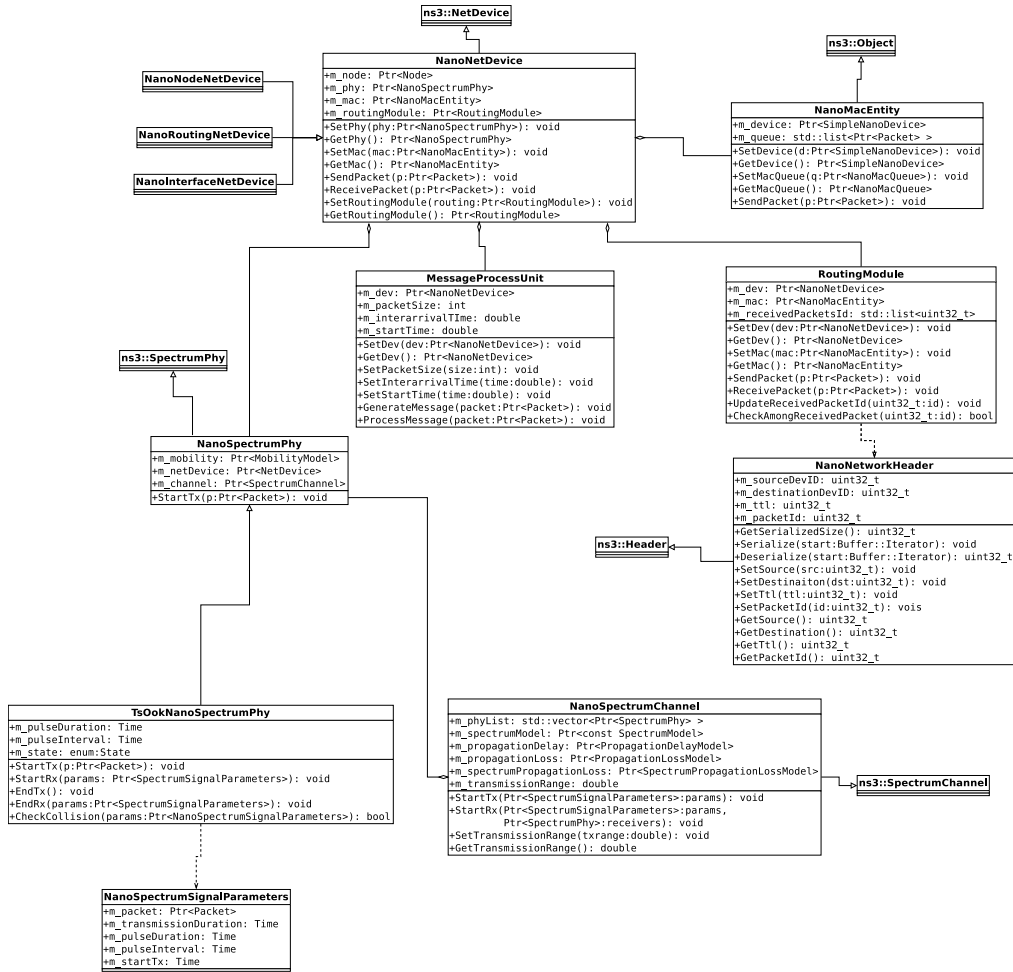 ns3::NetDevice
ns3::Object
NanoNetDevice
+m_node: Ptr<Node>
+m_phy: Ptr<NanoSpectrumPhy>
+m_mac: Ptr<NanoMacEntity>
+m_routingModule: Ptr<RoutingModule>
+SetPhy(phy:Ptr<NanoSpectrumPhy>): void
+GetPhy(): Ptr<NanoSpectrumPhy>
+SetMac(mac:Ptr<NanoMacEntity>): void
+GetMac(): Ptr<NanoMacEntity>
+SendPacket(p:Ptr<Packet>): void
+ReceivePacket(p:Ptr<Packet>): void
+SetRoutingModule(routing:Ptr<RoutingModule>): void
+GetRoutingModule(): Ptr<RoutingModule>
NanoNodeNetDevice
NanoRoutingNetDevice
NanoInterfaceNetDevice
NanoMacEntity
+m_device: Ptr<SimpleNanoDevice>
+m_queue: std::list<Ptr<Packet> >
+SetDevice(d:Ptr<SimpleNanoDevice>): void
+GetDevice(): Ptr<SimpleNanoDevice>
+SetMacQueue(q:Ptr<NanoMacQueue>): void
+GetMacQueue(): Ptr<NanoMacQueue>
+SendPacket(p:Ptr<Packet>): void
MessageProcessUnit
+m_dev: Ptr<NanoNetDevice>
+m_packetSize: int
+m_interarrivalTIme: double
+m_startTime: double
+SetDev(dev:Ptr<NanoNetDevice>): void
+GetDev(): Ptr<NanoNetDevice>
+SetPacketSize(size:int): void
+SetInterarrivalTime(time:double): void
+SetStartTime(time:double): void
+GenerateMessage(packet:Ptr<Packet>): void
+ProcessMessage(packet:Ptr<Packet>): void
RoutingModule
+m_dev: Ptr<NanoNetDevice>
+m_mac: Ptr<NanoMacEntity>
+m_receivedPacketsId: std::list<uint32_t>
+SetDev(dev:Ptr<NanoNetDevice>): void
+GetDev(): Ptr<NanoNetDevice>
+SetMac(mac:Ptr<NanoMacEntity>): void
+GetMac(): Ptr<NanoMacEntity>
+SendPacket(p:Ptr<Packet>): void
+ReceivePacket(p:Ptr<Packet>): void
+UpdateReceivedPacketId(uint32_t:id): void
+CheckAmongReceivedPacket(uint32_t:id): bool
ns3::SpectrumPhy
NanoSpectrumPhy
+m_mobility: Ptr<MobilityModel>
+m_netDevice: Ptr<NetDevice>
+m_channel: Ptr<SpectrumChannel>
+StartTx(p:Ptr<Packet>): void
NanoNetworkHeader
+m_sourceDevID: uint32_t
+m_destinationDevID: uint32_t
+m_ttl: uint32_t
+m_packetId: uint32_t
+GetSerializedSize(): uint32_t
+Serialize(start:Buffer::Iterator): void
+Deserialize(start:Buffer::Iterator): uint32_t
+SetSource(src:uint32_t): void
+SetDestinaiton(dst:uint32_t): void
+SetTtl(ttl:uint32_t): void
+SetPacketId(id:uint32_t): vois
+GetSource(): uint32_t
+GetDestination(): uint32_t
+GetTtl(): uint32_t
+GetPacketId(): uint32_t
ns3::Header
TsOokNanoSpectrumPhy
+m_pulseDuration: Time
+m_pulseInterval: Time
+m_state: enum:State
+StartTx(p:Ptr<Packet>): void
+StartRx(params: Ptr<SpectrumSignalParameters>): void
+EndTx(): void
+EndRx(params:Ptr<SpectrumSignalParameters>): void
+CheckCollision(params:Ptr<NanoSpectrumSignalParameters>): bool
NanoSpectrumChannel
+m_phyList: std::vector<Ptr<SpectrumPhy> >
+m_spectrumModel: Ptr<const SpectrumModel>
+m_propagationDelay: Ptr<PropagationDelayModel>
+m_propagationLoss: Ptr<PropagationLossModel>
+m_spectrumPropagationLoss: Ptr<SpectrumPropagationLossModel>
+m_transmissionRange: double
+StartTx(Ptr<SpectrumSignalParameters>:params): void
+StartRx(Ptr<SpectrumSignalParameters>:params,
Ptr<SpectrumPhy>:receivers): void
+SetTransmissionRange(txrange:double): void
+GetTransmissionRange(): double
ns3::SpectrumChannel
NanoSpectrumSignalParameters
+m_packet: Ptr<Packet>
+m_transmissionDuration: Time
+m_pulseDuration: Time
+m_pulseInterval: Time
+m_startTx: Time